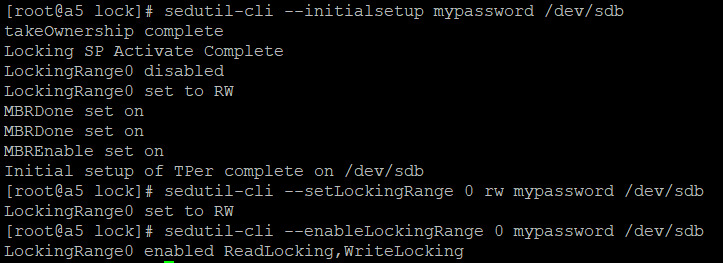 [root@a5 lock]# sedutil-cli --initialsetup mypassword /dev/sdb
takeOwnership complete
Locking SP Activate Complete
LockingRange0 disabled
LockingRange0 set to RW
MBRDone set on
MBRDone set on
MBREnable set on
Initial setup of TPer complete on /dev/sdb
[root@a5 lock]# sedutil-cli --setLockingRange 0 rw mypassword /dev/sdb
LockingRange0 set to RW
[root@a5 lock]# sedutil-cli --enableLockingRange 0 mypassword /dev/sdb
LockingRange0 enabled ReadLocking,WriteLocking